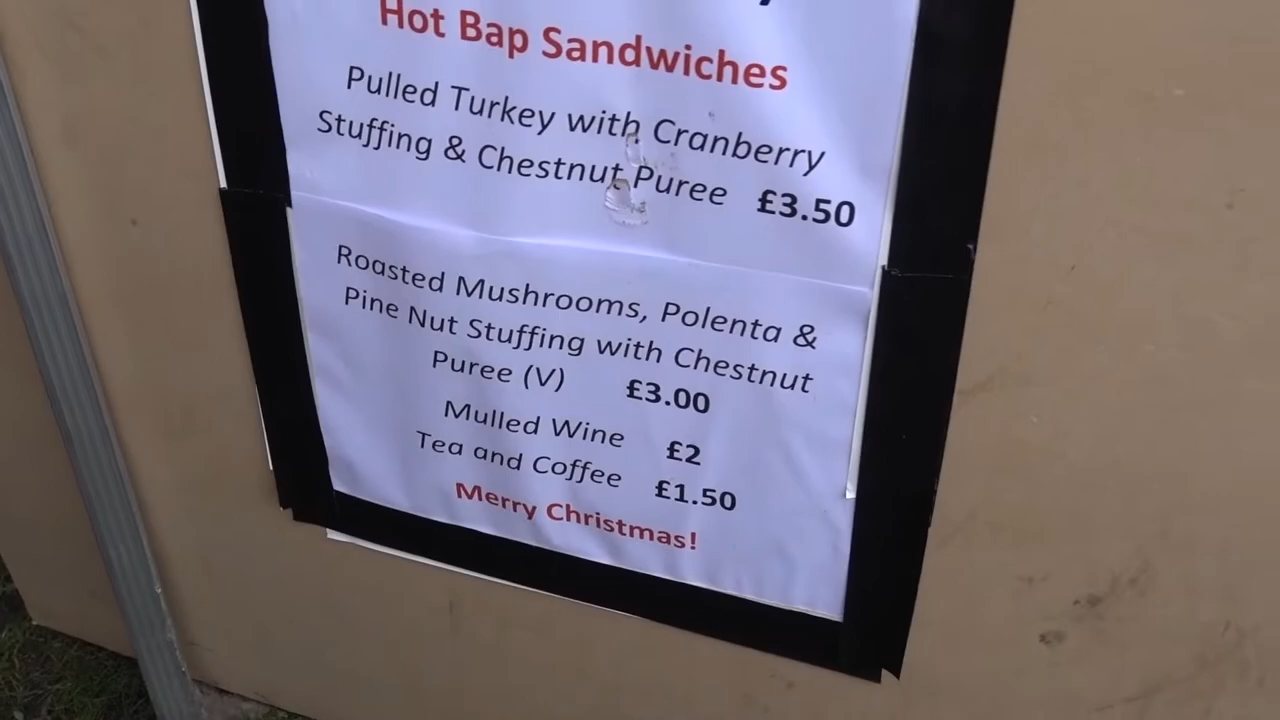 Hot Bap Sandwiches
Pulled Turkey with Cranberry
Stuffing & Chestnut Puree £3.50
Roasted Mushrooms, Polenta &
Pine Nut Stuffing with Chestnut
Puree (V) £3.00
Mulled Wine £2
Tea and Coffee £1.50
Merry Christmas!